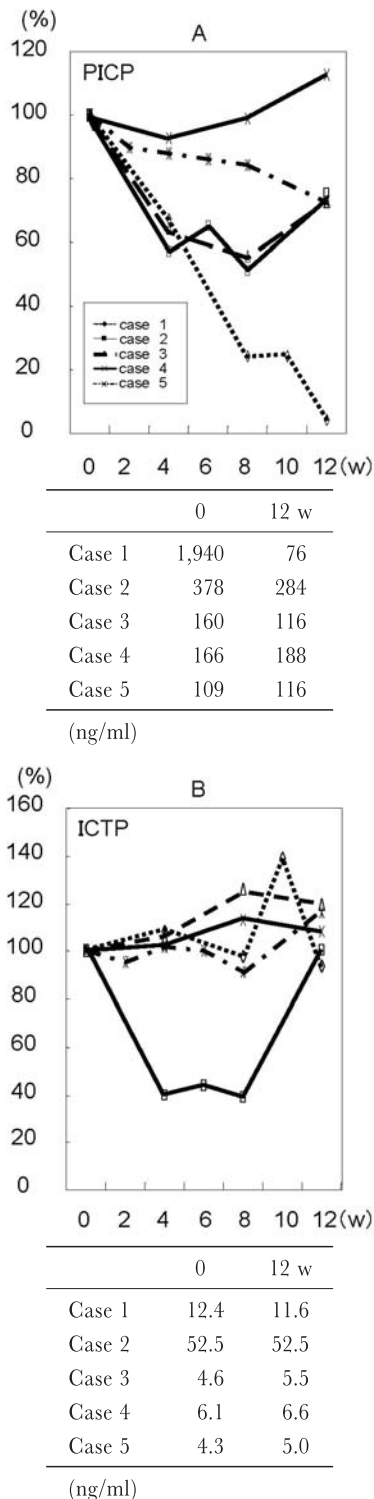 (%)
A
120
PICP
100
80
60
40
case 1
case 2
case 3
case 4
case 5
20
0
0 2 4 6 8 10 12(w)
0 12 w
Case 1 1,940 76
Case 2 378 284
Case 3 160 116
Case 4 166 188
Case 5 109 116
(ng/ml)
(%)
B
160
ICTP
140
120
100
80
60
40
20
0
0 2 4 6 8 10 12(w)
0 12 w
Case 1 12.4 11.6
Case 2 52.5 52.5
Case 3 4.6 5.5
Case 4 6.1 6.6
Case 5 4.3 5.0
(ng/ml)